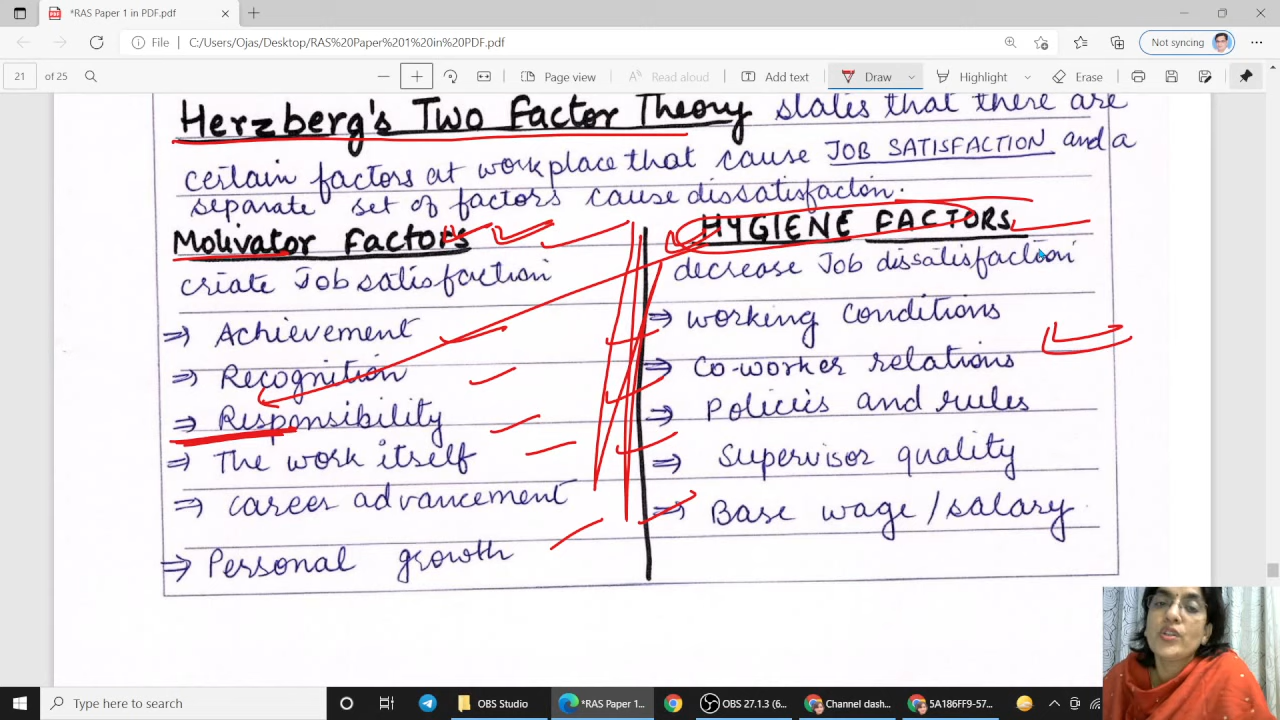 *RAS Paper 1 in PDF.pdf
File C:/Users/Ojas/Desktop/RAS%20Paper%201%20in%20PDF.pdf Not syncing
21 of 25 Page view Read aloud Add text Draw Highlight Erase
Herzberg's Two Factor Theory states that there are
certain factors at workplace that cause JOB SATISFACTION and a
separate set of factors cause dissatisfacton.
Motivator Factors
create Job satisfaction
⇒ Achievement
⇒ Recognition
⇒ Responsibility
⇒ The work itself
⇒ career advancement
⇒ Personal growth
HYGIENE FACTORS
decrease Job dissatisfaction
⇒ working conditions
⇒ Co-worker relations
⇒ Policies and rules
⇒ Supervisor quality
⇒ Base wage/salary
Type here to search OBS Studio *RAS Paper 1... OBS 27.1.3 (6... Channel dash... 5A186FF9-57...